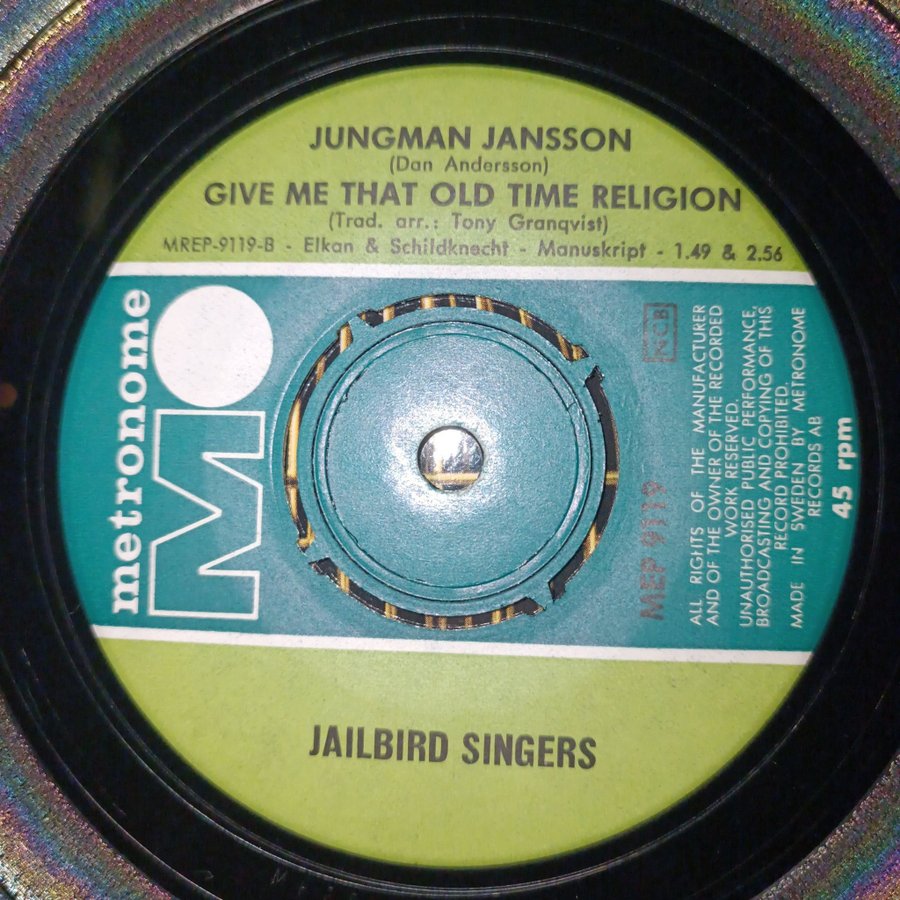 JUNGMAN JANSSON
(Dan Andersson)
GIVE ME THAT OLD TIME RELIGION
(Trad. arr.: Tony Granqvist)
MREP-9119-B - Elkan & Schildknecht - Manuskript - 1.49 & 2.56
metronome
M
NCB
MEP 9119
ALL RIGHTS OF THE MANUFACTURER
AND OF THE OWNER OF THE RECORDED
WORK RESERVED.
UNAUTHORISED PUBLIC PERFORMANCE,
BROADCASTING AND COPYING OF THIS
RECORD PROHIBITED.
MADE IN SWEDEN BY METRONOME
RECORDS AB
45 rpm
JAILBIRD SINGERS